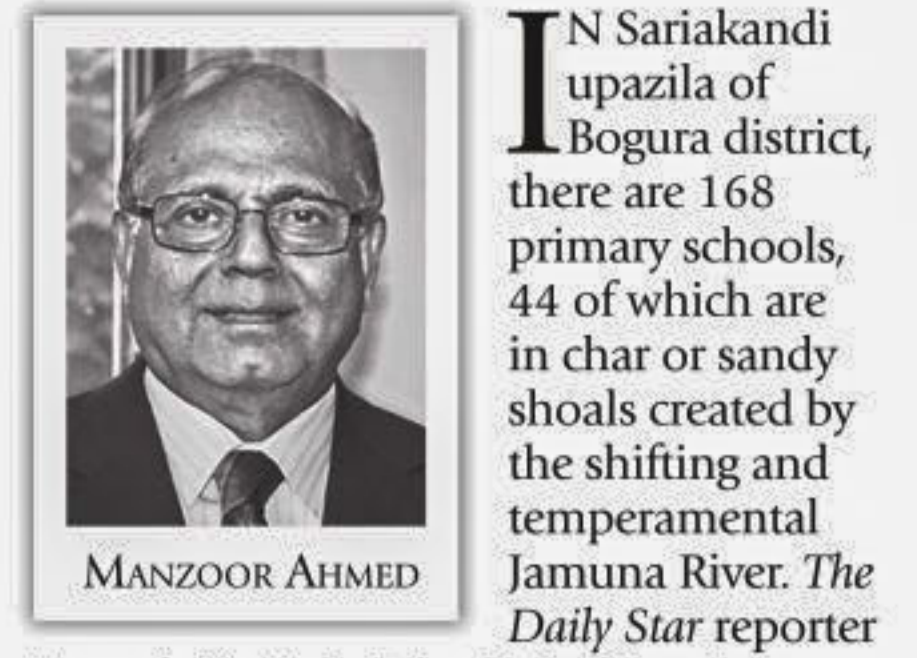 MANZOOR AHMED
IN Sariakandi
upazila of
Bogura district,
there are 168
primary schools,
44 of which are
in char or sandy
shoals created by
the shifting and
temperamental
Jamuna River. The
Daily Star reporter